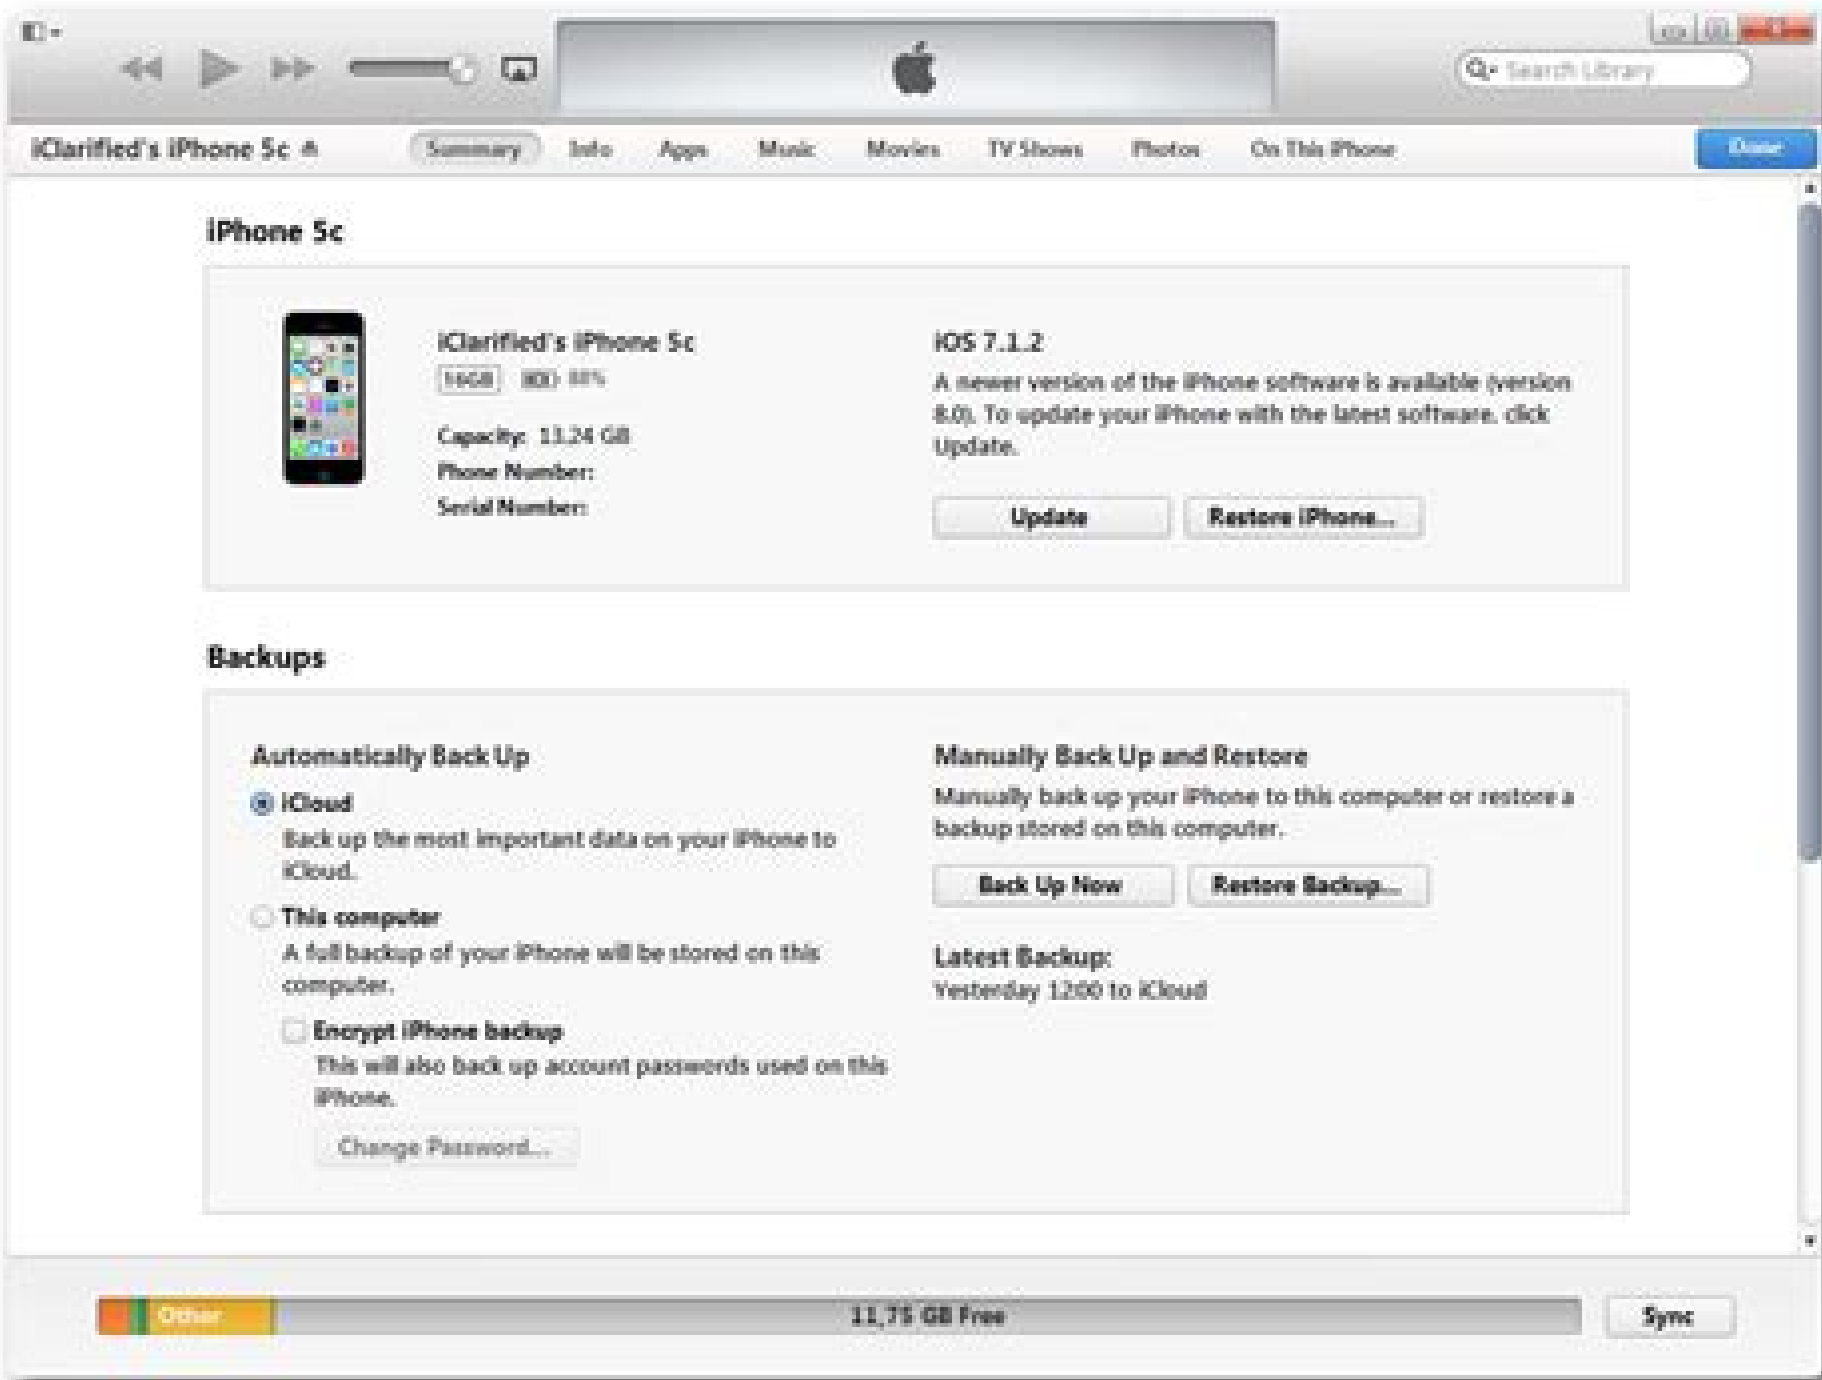 Search Library
iClarified's iPhone 5c
Summary Info Apps Music Movies TV Shows Photos On This iPhone Done
iPhone 5c
iClarified's iPhone 5c
16GB
Capacity: 13.24 GB
Phone Number:
Serial Number:
iOS 7.1.2
A newer version of the iPhone software is available (version
8.0). To update your iPhone with the latest software, click
Update.
Update Restore iPhone...
Backups
Automatically Back Up
iCloud
Back up the most important data on your iPhone to
iCloud.
This computer
A full backup of your iPhone will be stored on this
computer.
Encrypt iPhone backup
This will also back up account passwords used on this
iPhone.
Change Password...
Manually Back Up and Restore
Manually back up your iPhone to this computer or restore a
backup stored on this computer.
Back Up Now Restore Backup...
Latest Backup:
Yesterday 12:00 to iCloud
Other 11,75 GB Free Sync